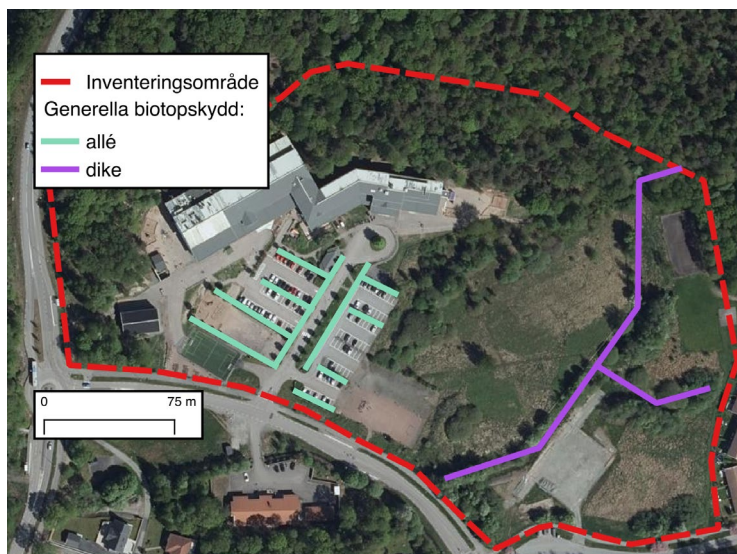 Inventeringsområde
Generella biotopskydd:
allé
dike
0 75 m